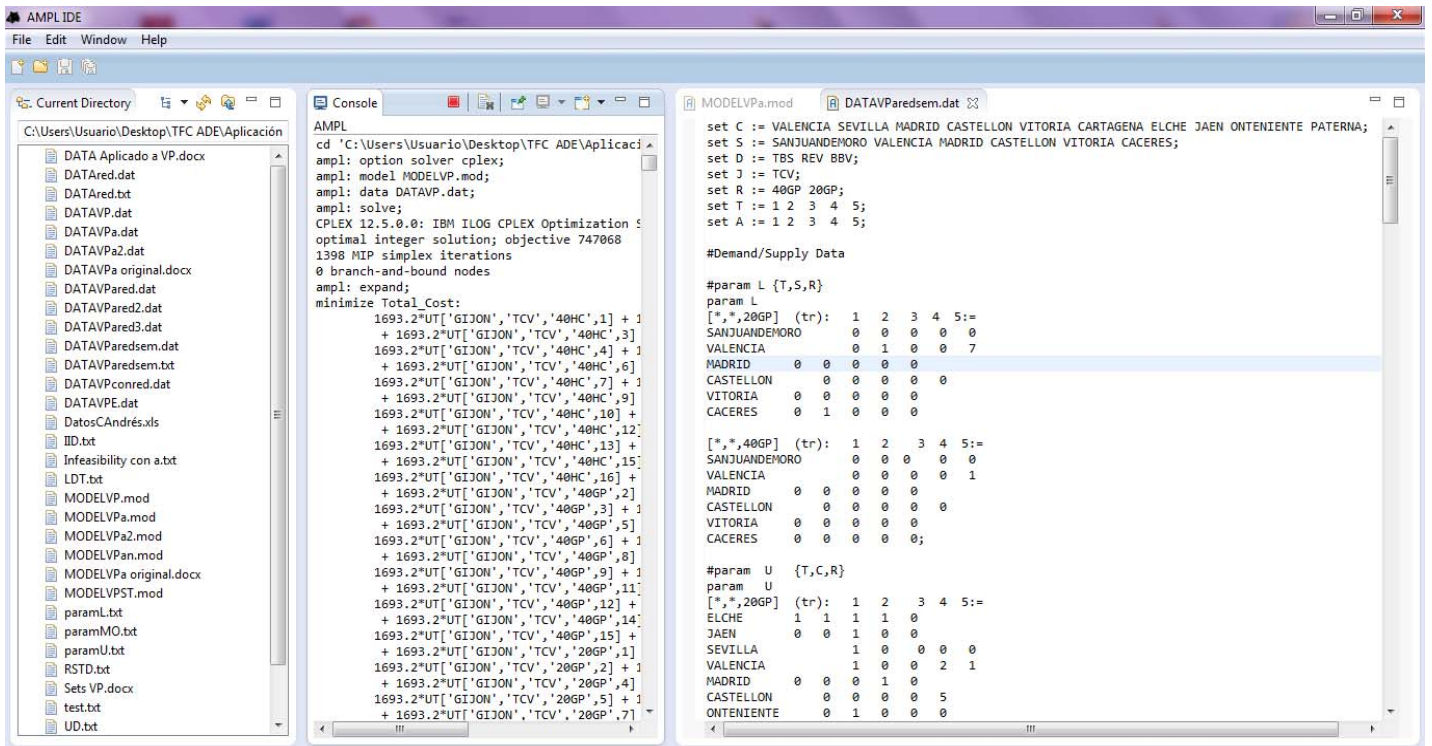 AMPL IDE
File Edit Window Help
Current Directory
C:\Users\Usuario\Desktop\TFC ADE\Aplicación
DATA Aplicado a VP.docx
DATAred.dat
DATAred.txt
DATAVP.dat
DATAVPa.dat
DATAVPa2.dat
DATAVPa original.docx
DATAVPared.dat
DATAVPared2.dat
DATAVPared3.dat
DATAVParedsem.dat
DATAVParedsem.txt
DATAVPconred.dat
DATAVPE.dat
DatosCAndrés.xls
IID.txt
Infeasibility con a.txt
LDT.txt
MODELVP.mod
MODELVPa.mod
MODELVPa2.mod
MODELVPan.mod
MODELVPa original.docx
MODELVPST.mod
paramL.txt
paramMO.txt
paramU.txt
RSTD.txt
Sets VP.docx
test.txt
UD.txt
Console
AMPL
cd 'C:\Users\Usuario\Desktop\TFC ADE\Aplicaci
ampl: option solver cplex;
ampl: model MODELVP.mod;
ampl: data DATAVP.dat;
ampl: solve;
CPLEX 12.5.0.0: IBM ILOG CPLEX Optimization S
optimal integer solution; objective 747068
1398 MIP simplex iterations
0 branch-and-bound nodes
ampl: expand;
minimize Total_Cost:
1693.2*UT['GIJON','TCV','40HC',1] + 1
+ 1693.2*UT['GIJON','TCV','40HC',3]
1693.2*UT['GIJON','TCV','40HC',4] + 1
+ 1693.2*UT['GIJON','TCV','40HC',6]
1693.2*UT['GIJON','TCV','40HC',7] + 1
+ 1693.2*UT['GIJON','TCV','40HC',9]
1693.2*UT['GIJON','TCV','40HC',10] +
+ 1693.2*UT['GIJON','TCV','40HC',12]
1693.2*UT['GIJON','TCV','40HC',13] +
+ 1693.2*UT['GIJON','TCV','40HC',15]
1693.2*UT['GIJON','TCV','40HC',16] +
+ 1693.2*UT['GIJON','TCV','40GP',2]
1693.2*UT['GIJON','TCV','40GP',3] + 1
+ 1693.2*UT['GIJON','TCV','40GP',5]
1693.2*UT['GIJON','TCV','40GP',6] + 1
+ 1693.2*UT['GIJON','TCV','40GP',8]
1693.2*UT['GIJON','TCV','40GP',9] + 1
+ 1693.2*UT['GIJON','TCV','40GP',11]
1693.2*UT['GIJON','TCV','40GP',12] +
+ 1693.2*UT['GIJON','TCV','40GP',14]
1693.2*UT['GIJON','TCV','40GP',15] +
+ 1693.2*UT['GIJON','TCV','20GP',1]
1693.2*UT['GIJON','TCV','20GP',2] + 1
+ 1693.2*UT['GIJON','TCV','20GP',4]
1693.2*UT['GIJON','TCV','20GP',5] + 1
+ 1693.2*UT['GIJON','TCV','20GP',7]
MODELVPa.mod DATAVParedsem.dat
set C := VALENCIA SEVILLA MADRID CASTELLON VITORIA CARTAGENA ELCHE JAEN ONTENIENTE PATERNA;
set S := SANJUANDEMORO VALENCIA MADRID CASTELLON VITORIA CACERES;
set D := TBS REV BBV;
set J := TCV;
set R := 40GP 20GP;
set T := 1 2 3 4 5;
set A := 1 2 3 4 5;
#Demand/Supply Data
#param L {T,S,R}
param L
[*,*,20GP] (tr): 1 2 3 4 5:=
SANJUANDEMORO 0 0 0 0 0
VALENCIA 0 1 0 0 7
MADRID 0 0 0 0 0
CASTELLON 0 0 0 0 0
VITORIA 0 0 0 0 0
CACERES 0 1 0 0 0
[*,*,40GP] (tr): 1 2 3 4 5:=
SANJUANDEMORO 0 0 0 0 0
VALENCIA 0 0 0 0 1
MADRID 0 0 0 0 0
CASTELLON 0 0 0 0 0
VITORIA 0 0 0 0 0
CACERES 0 0 0 0 0;
#param U {T,C,R}
param U
[*,*,20GP] (tr): 1 2 3 4 5:=
ELCHE 1 1 1 1 0
JAEN 0 0 1 0 0
SEVILLA 1 0 0 0 0
VALENCIA 1 0 0 2 1
MADRID 0 0 0 1 0
CASTELLON 0 0 0 0 5
ONTENIENTE 0 1 0 0 0